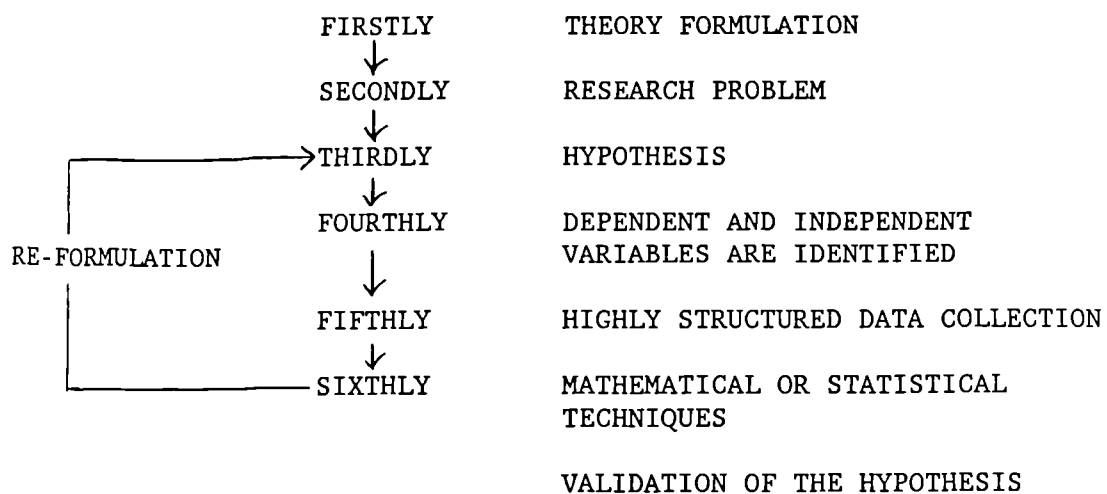 FIRSTLY THEORY FORMULATION
SECONDLY RESEARCH PROBLEM
THIRDLY HYPOTHESIS
FOURTHLY DEPENDENT AND INDEPENDENT
VARIABLES ARE IDENTIFIED
RE-FORMULATION
FIFTHLY HIGHLY STRUCTURED DATA COLLECTION
SIXTHLY MATHEMATICAL OR STATISTICAL
TECHNIQUES
VALIDATION OF THE HYPOTHESIS